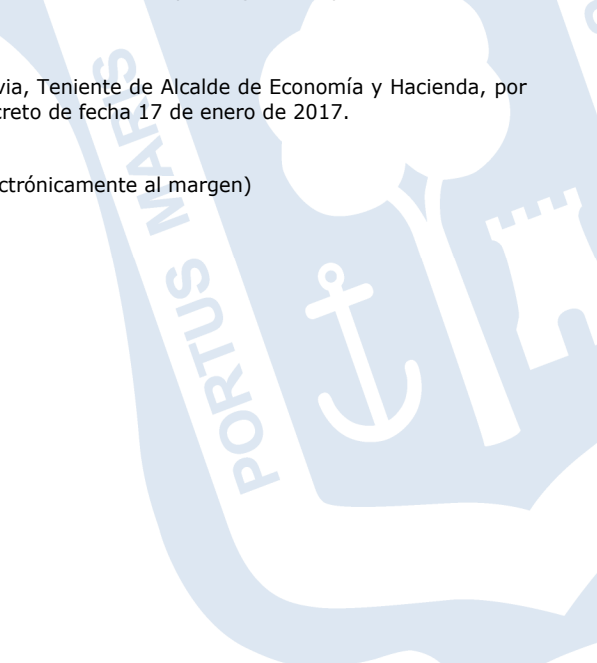 via, Teniente de Alcalde de Economía y Hacienda, por
creto de fecha 17 de enero de 2017.
ctrónicamente al margen)
PORTUS MARIS